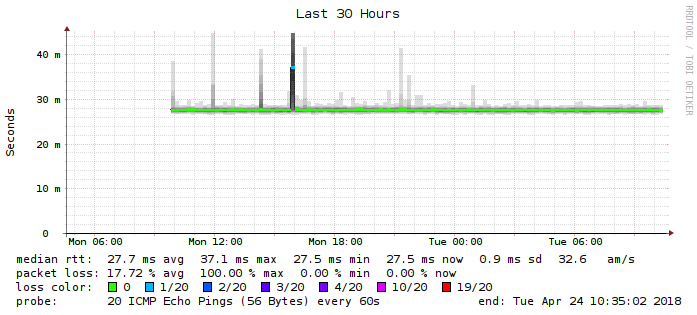 Last 30 Hours
RRDTOOL / TOBI OETIKER
Seconds
40 m
30 m
20 m
10 m
0
Mon 06:00 Mon 12:00 Mon 18:00 Tue 00:00 Tue 06:00
median rtt: 27.7 ms avg 37.1 ms max 27.5 ms min 27.5 ms now 0.9 ms sd 32.6 am/s
packet loss: 17.72 % avg 100.00 % max 0.00 % min 0.00 % now
loss color: 0 1/20 2/20 3/20 4/20 10/20 19/20
probe: 20 ICMP Echo Pings (56 Bytes) every 60s end: Tue Apr 24 10:35:02 2018